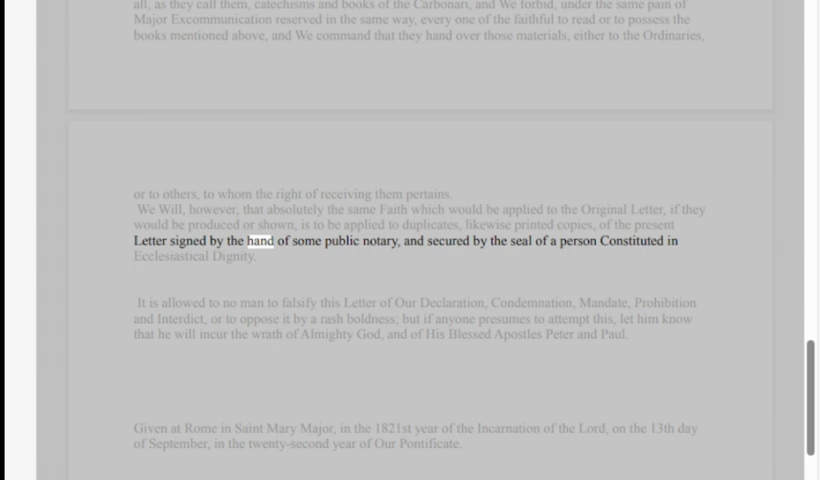 all, as they call them, catechisms and books of the Carbonari, and We forbid, under the same pain of
Major Excommunication reserved in the same way, every one of the faithful to read or to possess the
books mentioned above, and We command that they hand over those materials, either to the Ordinaries,
or to others, to whom the right of receiving them pertains.
We Will, however, that absolutely the same Faith which would be applied to the Original Letter, if they
would be produced or shown, is to be applied to duplicates, likewise printed copies, of the present
Letter signed by the hand of some public notary, and secured by the seal of a person Constituted in
Ecclesiastical Dignity.
It is allowed to no man to falsify this Letter of Our Declaration, Condemnation, Mandate, Prohibition
and Interdict, or to oppose it by a rash boldness; but if anyone presumes to attempt this, let him know
that he will incur the wrath of Almighty God, and of His Blessed Apostles Peter and Paul.
Given at Rome in Saint Mary Major, in the 1821st year of the Incarnation of the Lord, on the 13th day
of September, in the twenty-second year of Our Pontificate.